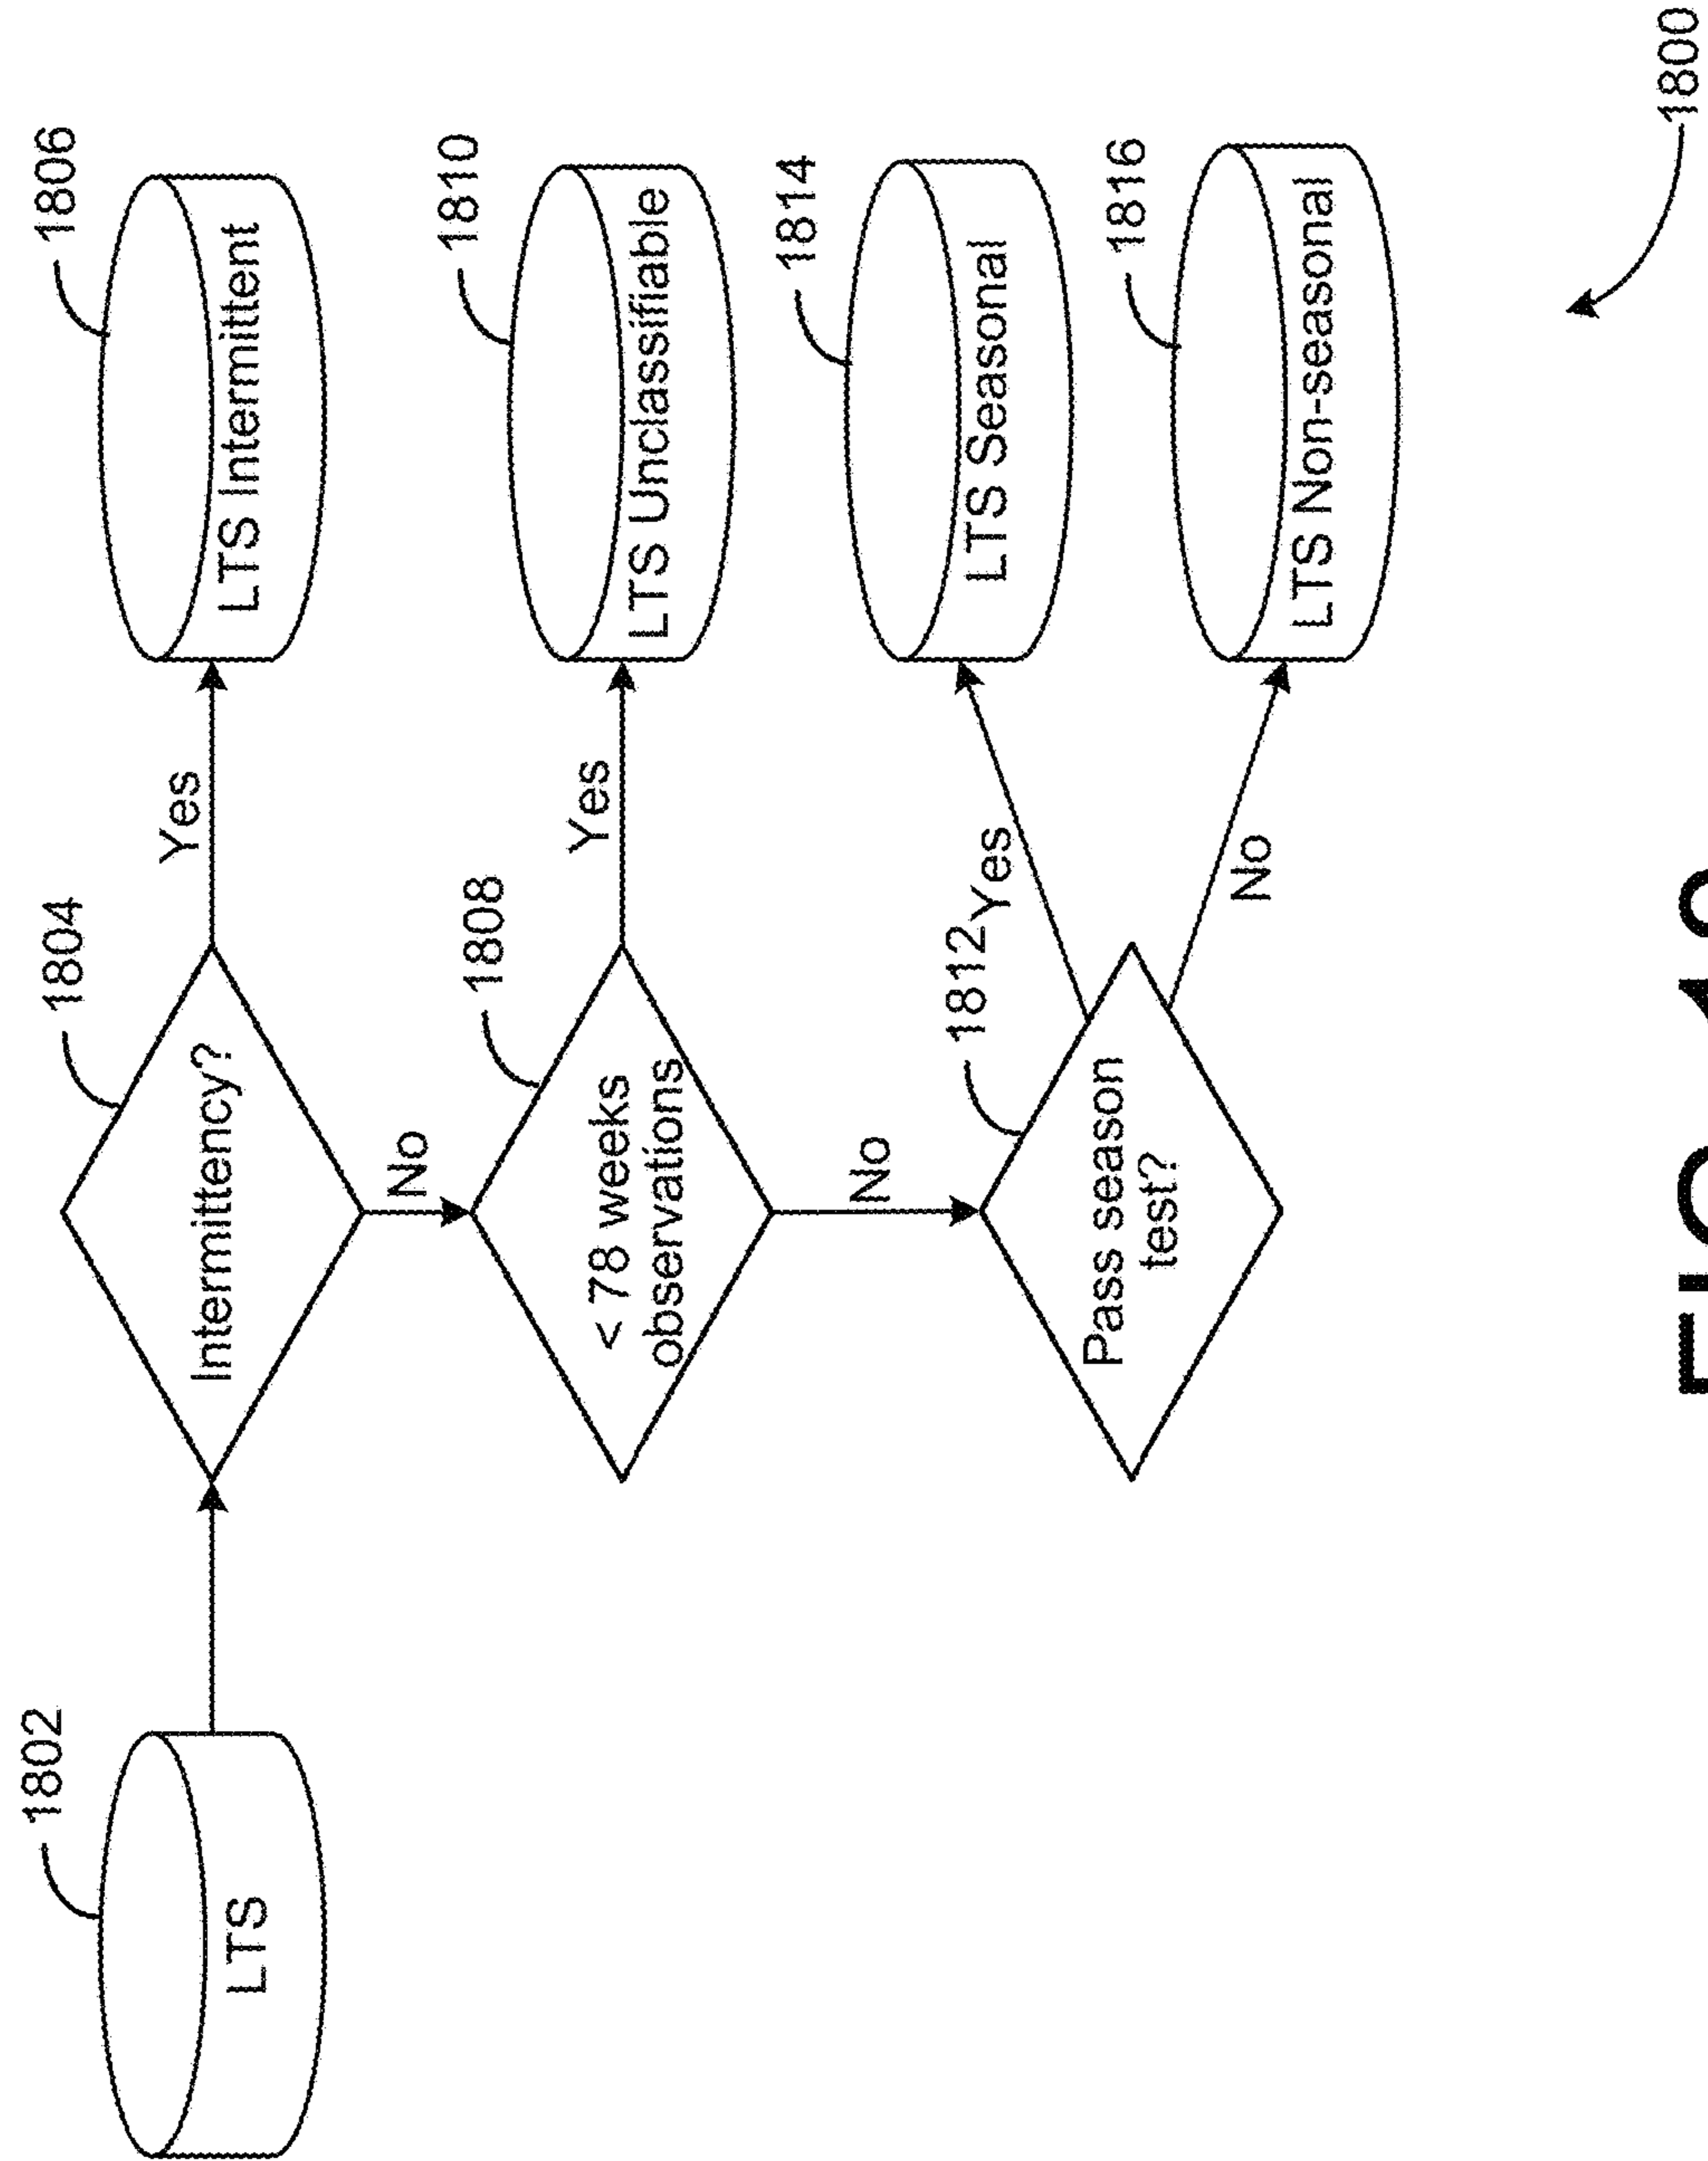 1802
LTS
1804
Intermittency?
Yes
1806
LTS Intermittent
No
1808
< 78 weeks
observations
Yes
1810
LTS Unclassifiable
No
1812
Pass season
test?
Yes
1814
LTS Seasonal
No
1816
LTS Non-seasonal
1800